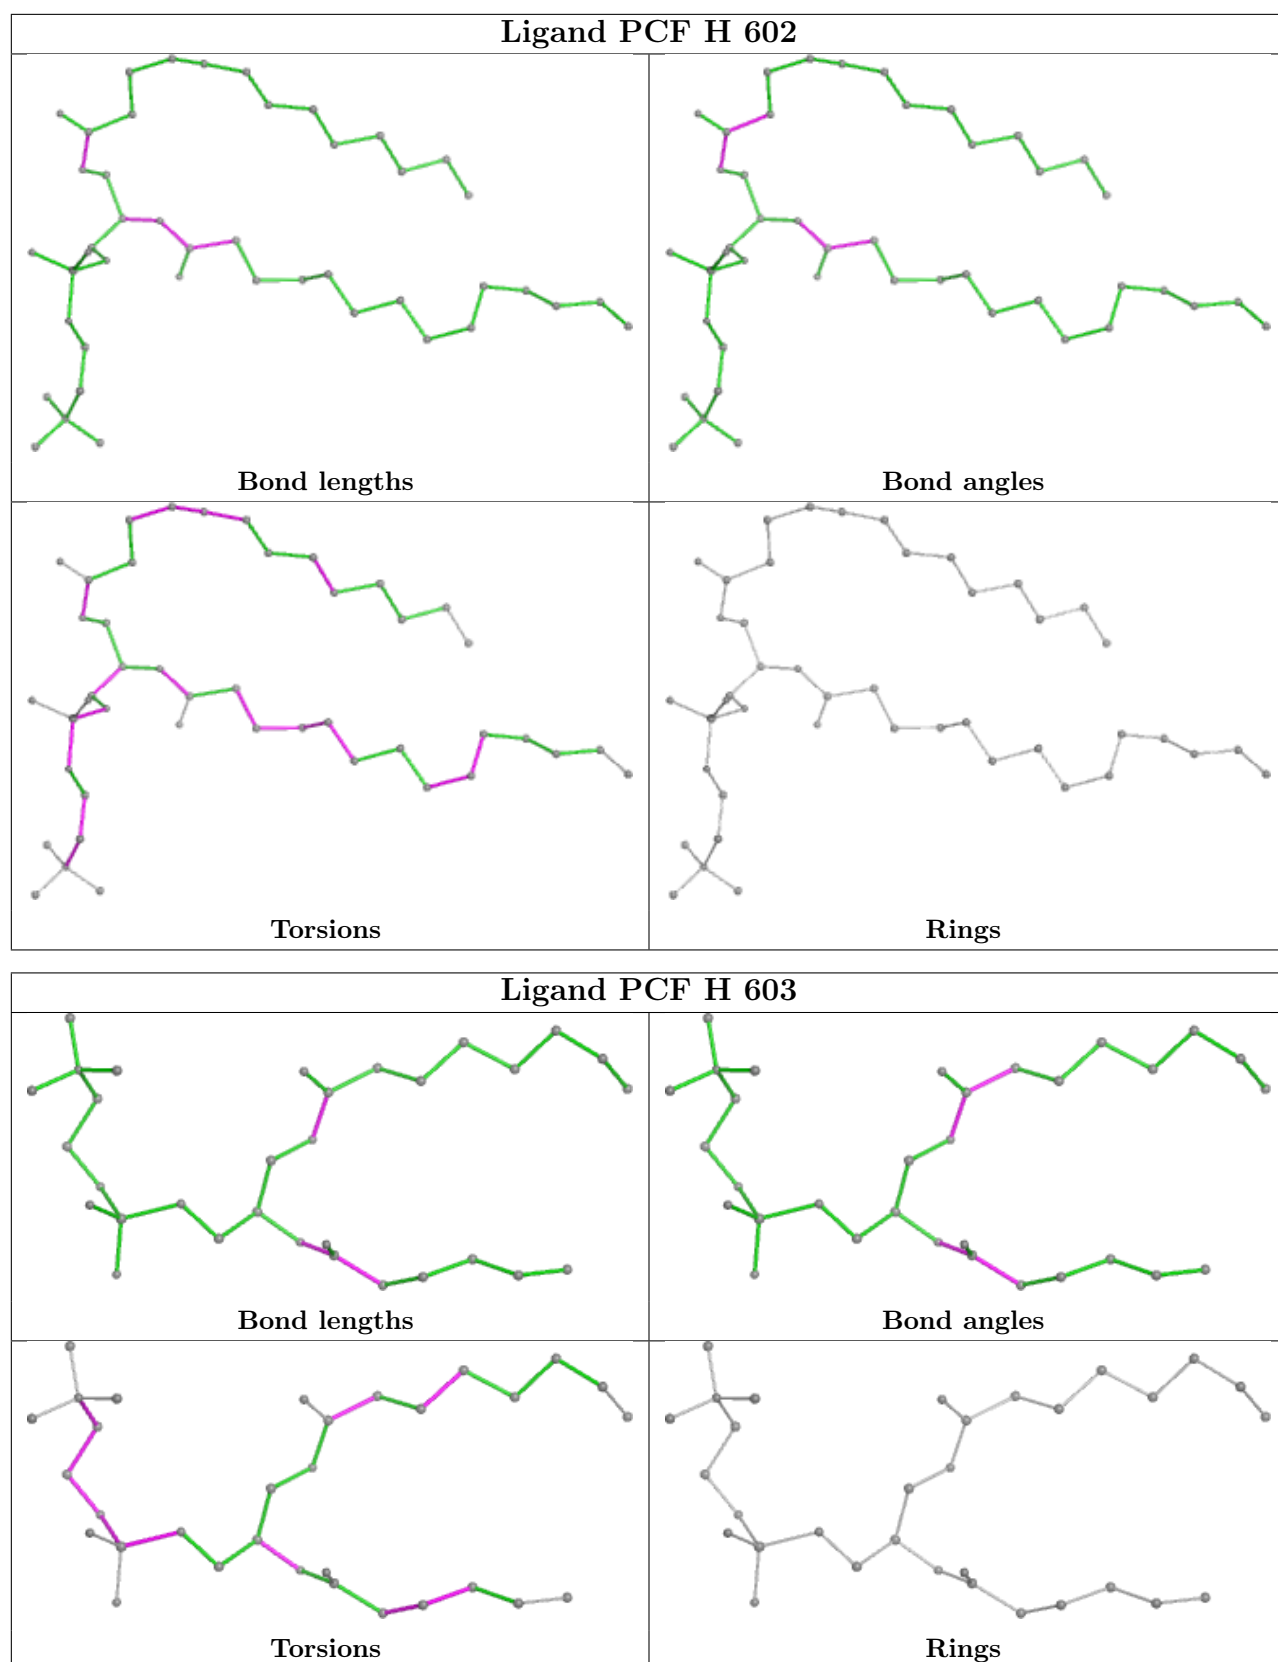 Ligand PCF H 602
Bond lengths
Bond angles
Torsions
Rings
Ligand PCF H 603
Bond lengths
Bond angles
Torsions
Rings